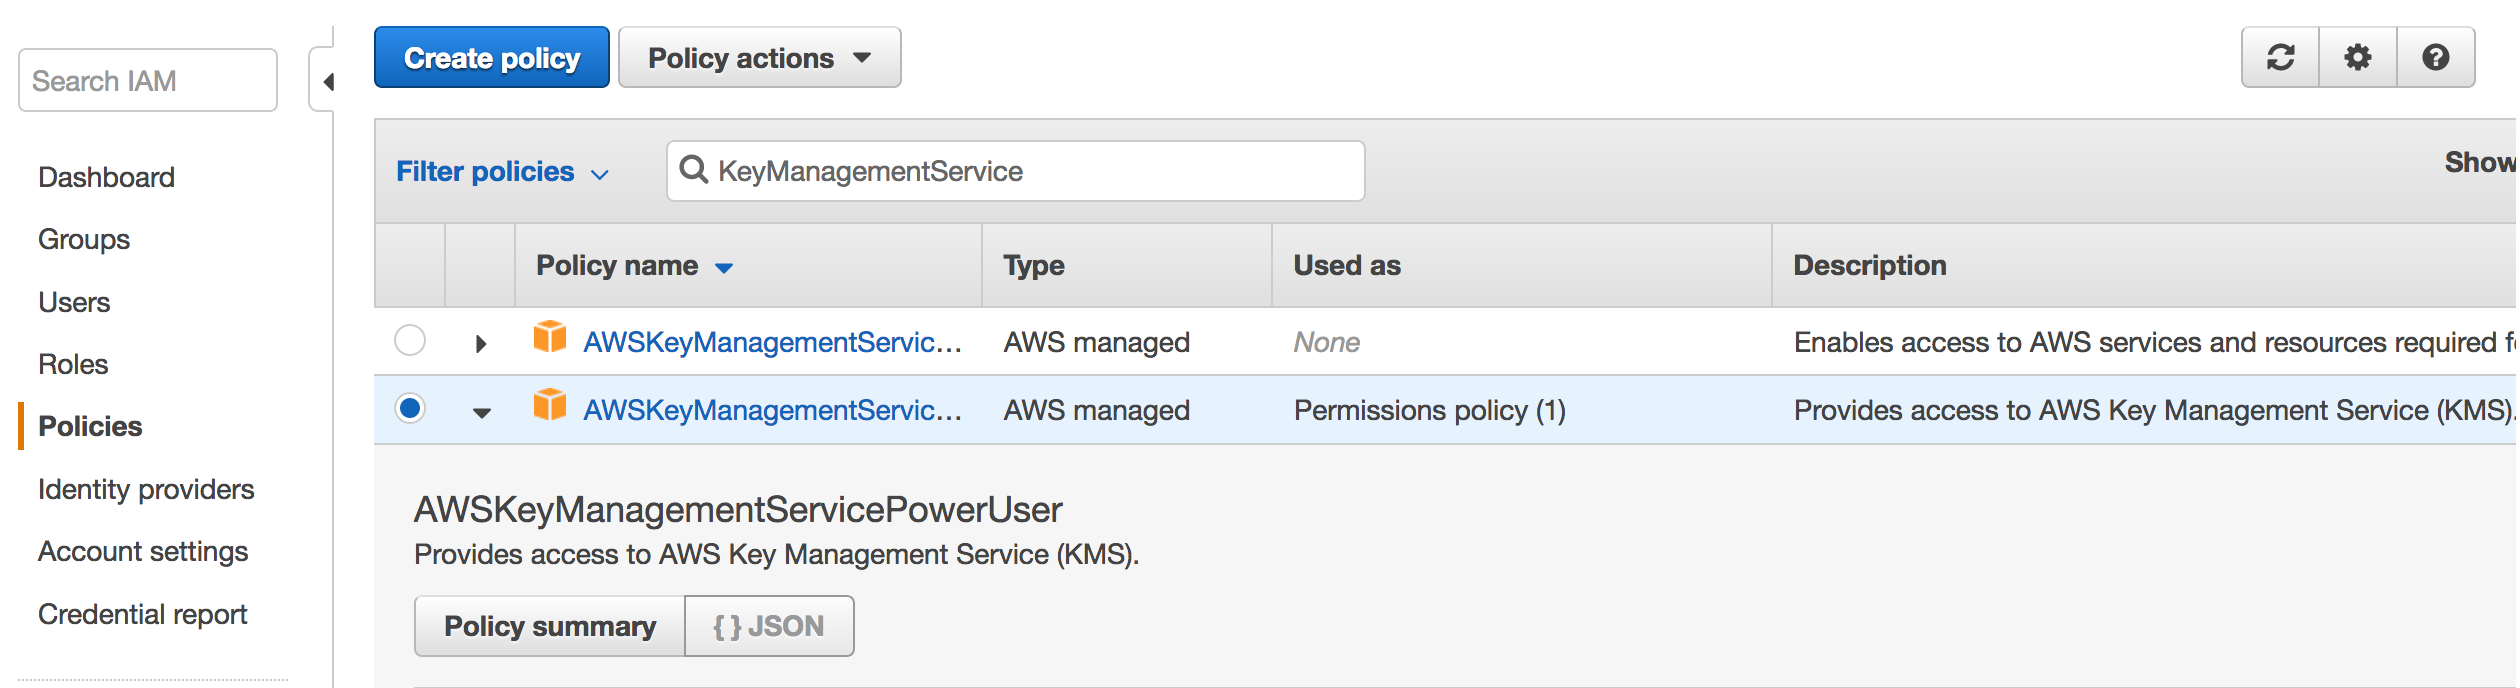 Search IAM
Dashboard
Groups
Users
Roles
Policies
Identity providers
Account settings
Credential report
Create policy
Policy actions
Filter policies
KeyManagementService
Show
Policy name
Type
Used as
Description
AWSKeyManagementServic...
AWS managed
None
Enables access to AWS services and resources required f
AWSKeyManagementServic...
AWS managed
Permissions policy (1)
Provides access to AWS Key Management Service (KMS).
AWSKeyManagementServicePowerUser
Provides access to AWS Key Management Service (KMS).
Policy summary
{ } JSON